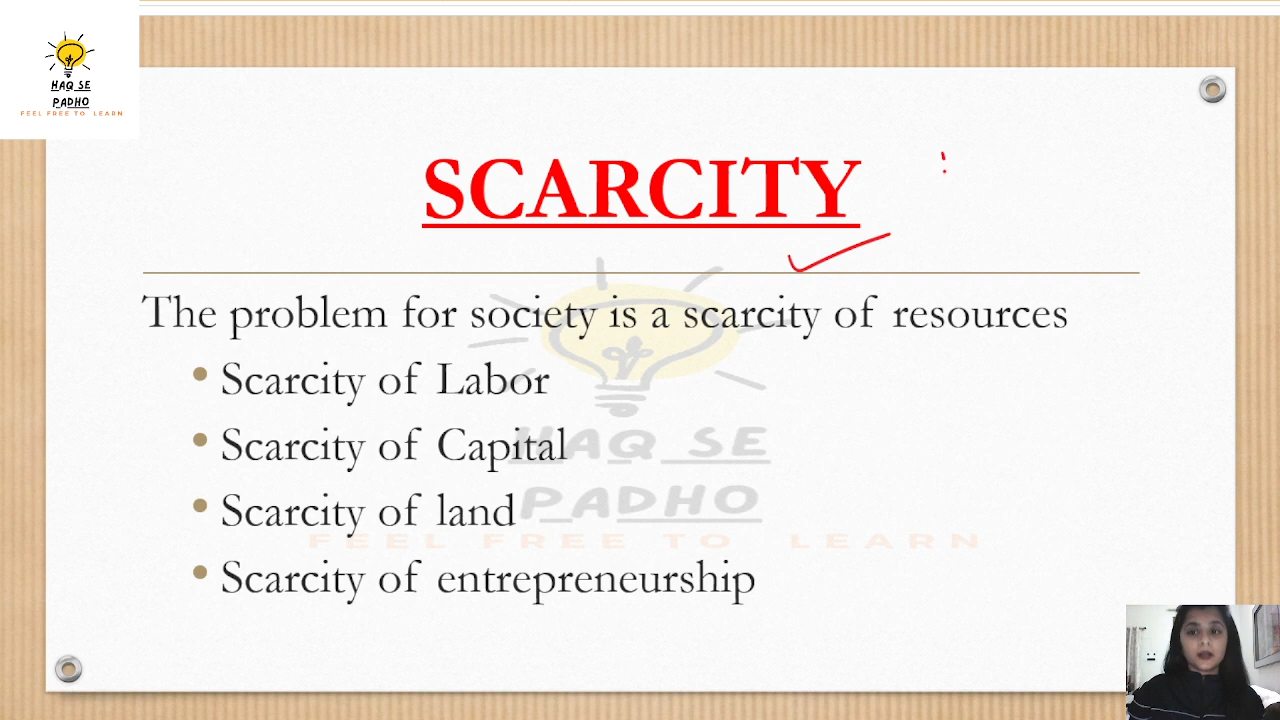 HAQ SE
PADHO
FEEL FREE TO LEARN
SCARCITY
The problem for society is a scarcity of resources
• Scarcity of Labor
• Scarcity of Capital
• Scarcity of land
• Scarcity of entrepreneurship
HAQ SE
PADHO
FEEL FREE TO LEARN